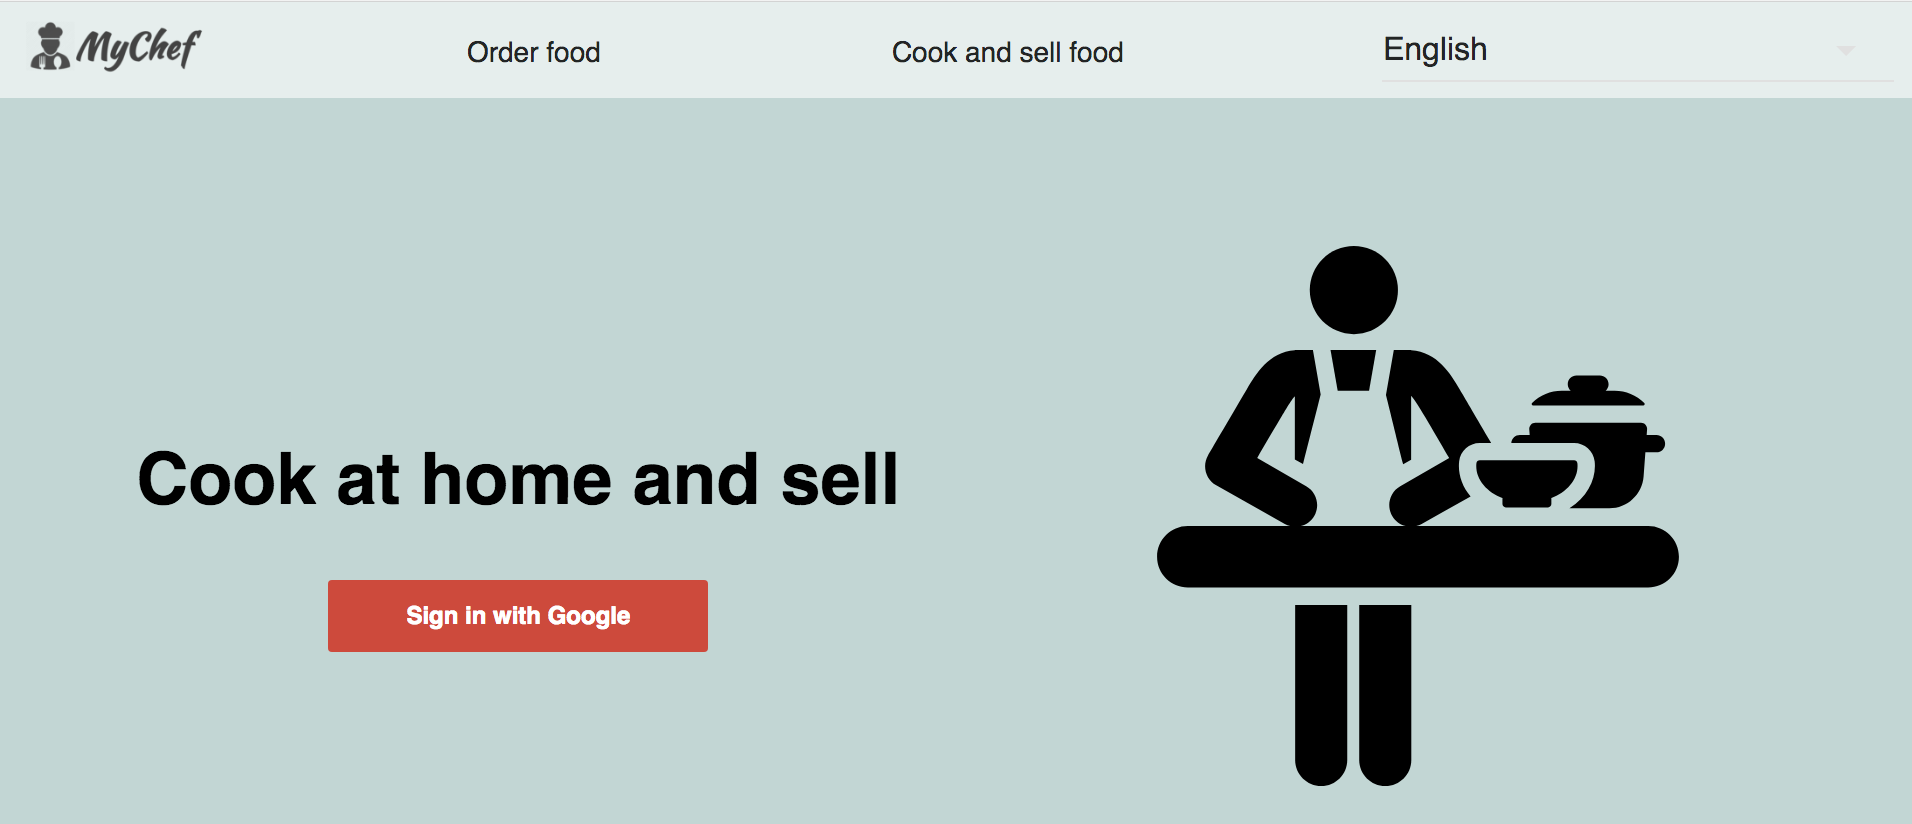 MyChef
Order food
Cook and sell food
English
Cook at home and sell
Sign in with Google